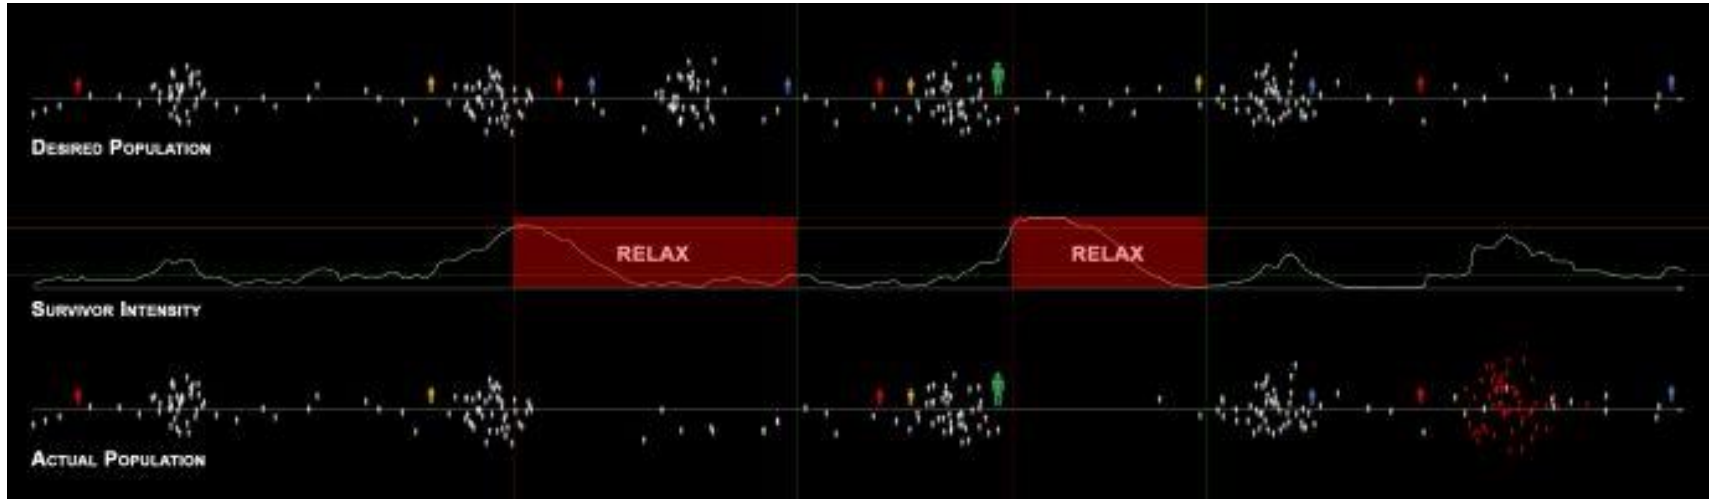 Desired Population
RELAX
RELAX
Survivor Intensity
Actual Population